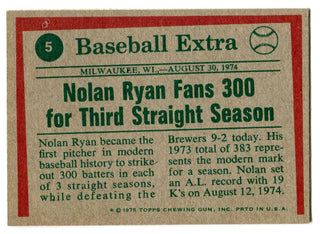 5
Baseball Extra
MILWAUKEE, WI.,—AUGUST 30, 1974
Nolan Ryan Fans 300
for Third Straight Season
Nolan Ryan became the
first pitcher in modern
baseball history to strike-
out 300 batters in each
of 3 straight seasons,
while defeating the
Brewers 9-2 today. His
1973 total of 383 repre-
sents the modern mark
for a season. Nolan set
an A.L. record with 19
K's on August 12, 1974.
© 1975 TOPPS CHEWING GUM, INC. PRTD IN U.S.A.